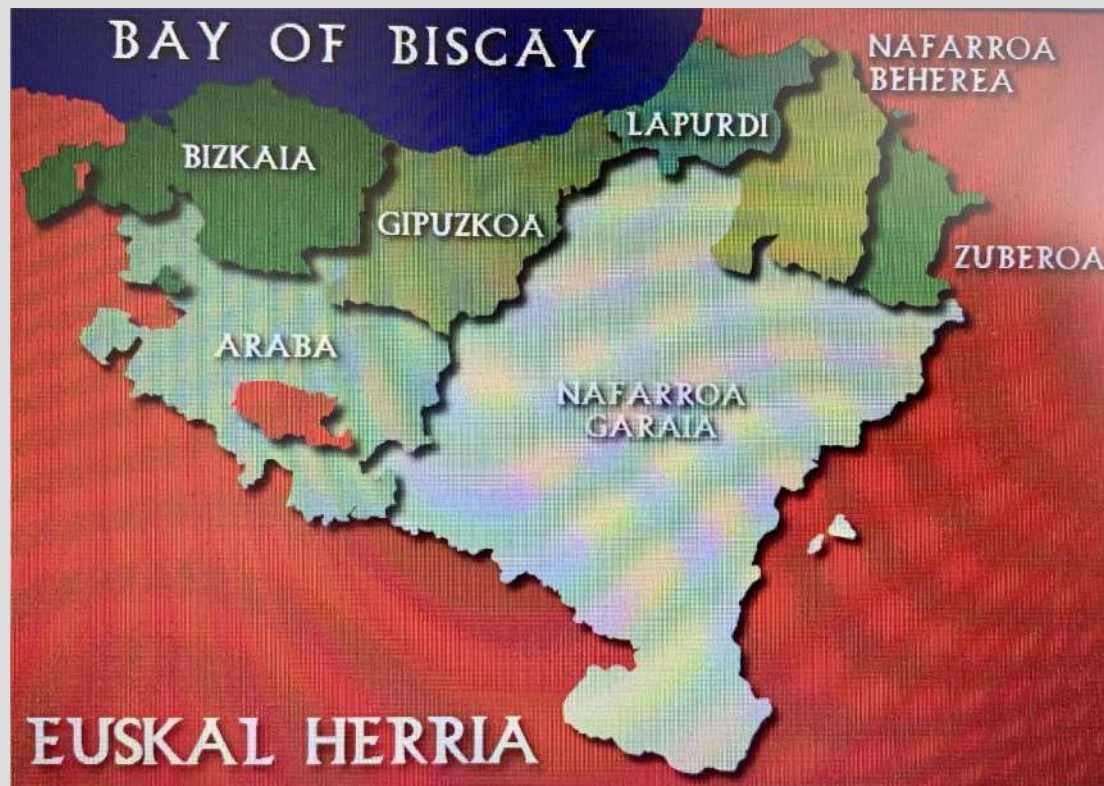 BAY OF BISCAY
NAFARROA
BEHEREA
LAPURDI
BIZKAIA
GIPUZKOA
ZUBEROA
ARABA
NAFARROA
GARAIA
EUSKAL HERRIA